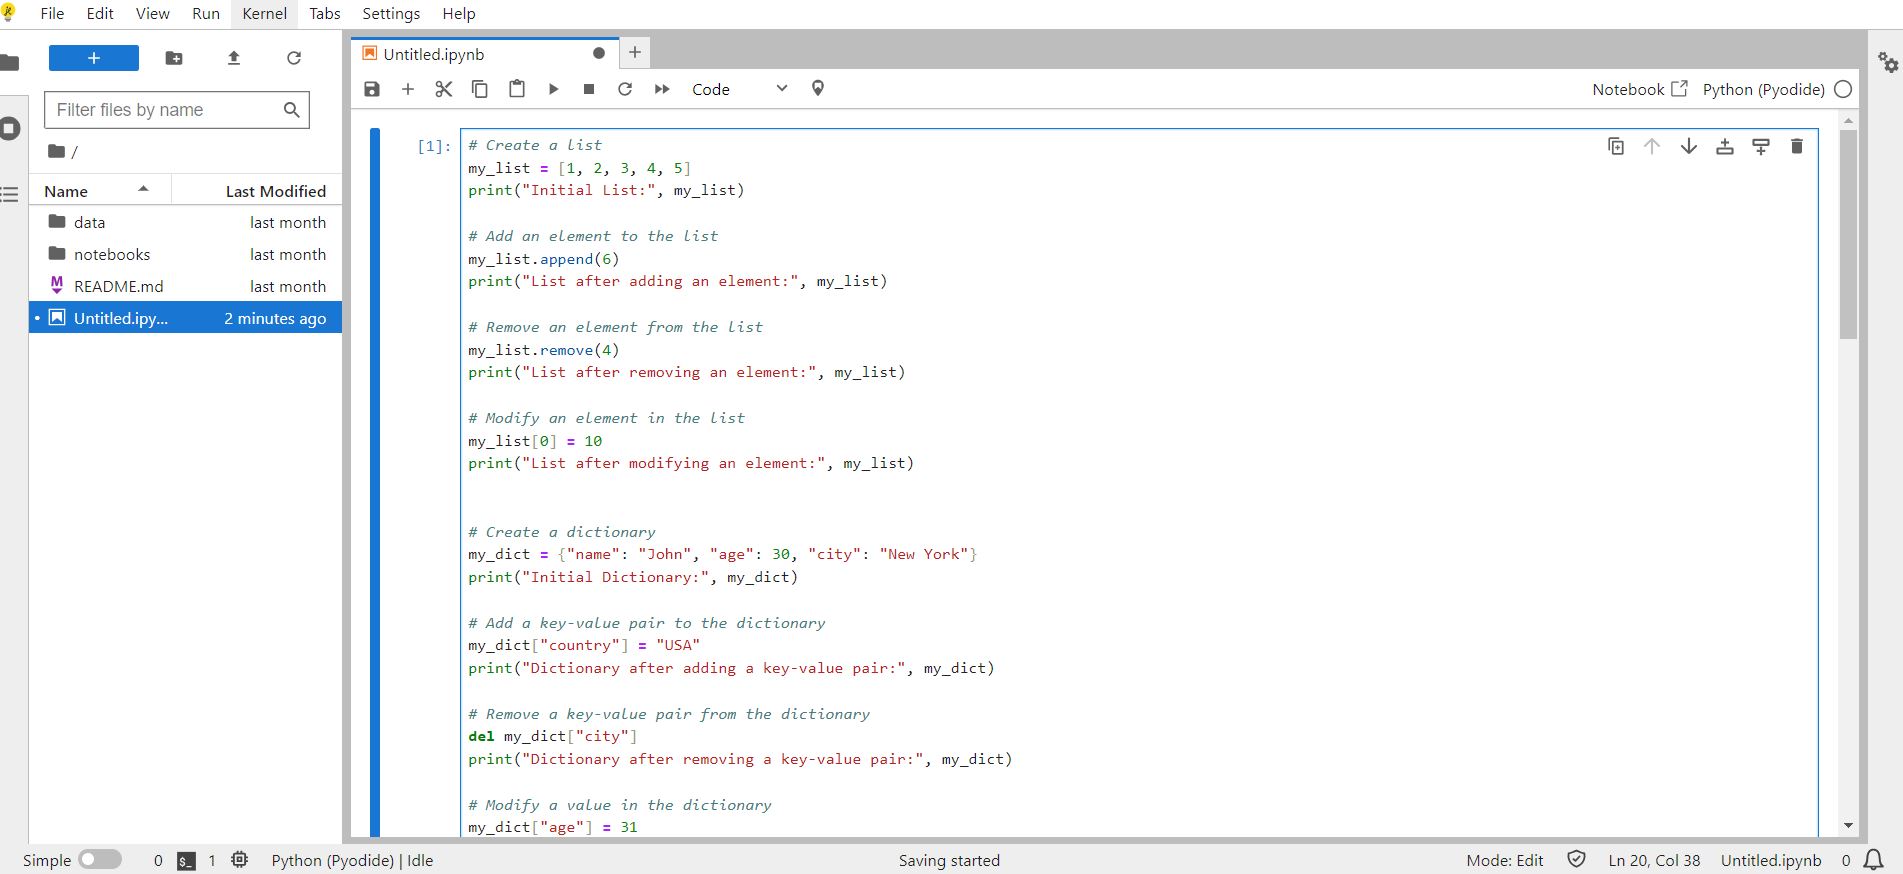 File Edit View Run Kernel Tabs Settings Help
Filter files by name
/
Name Last Modified
data last month
notebooks last month
README.md last month
Untitled.ipy... 2 minutes ago
Untitled.ipynb
Code
Notebook Python (Pyodide)
[1]:
# Create a list
my_list = [1, 2, 3, 4, 5]
print("Initial List:", my_list)
# Add an element to the list
my_list.append(6)
print("List after adding an element:", my_list)
# Remove an element from the list
my_list.remove(4)
print("List after removing an element:", my_list)
# Modify an element in the list
my_list[0] = 10
print("List after modifying an element:", my_list)
# Create a dictionary
my_dict = {"name": "John", "age": 30, "city": "New York"}
print("Initial Dictionary:", my_dict)
# Add a key-value pair to the dictionary
my_dict["country"] = "USA"
print("Dictionary after adding a key-value pair:", my_dict)
# Remove a key-value pair from the dictionary
del my_dict["city"]
print("Dictionary after removing a key-value pair:", my_dict)
# Modify a value in the dictionary
my_dict["age"] = 31
Simple 0 $_ 1 Python (Pyodide) | Idle Saving started Mode: Edit Ln 20, Col 38 Untitled.ipynb 0